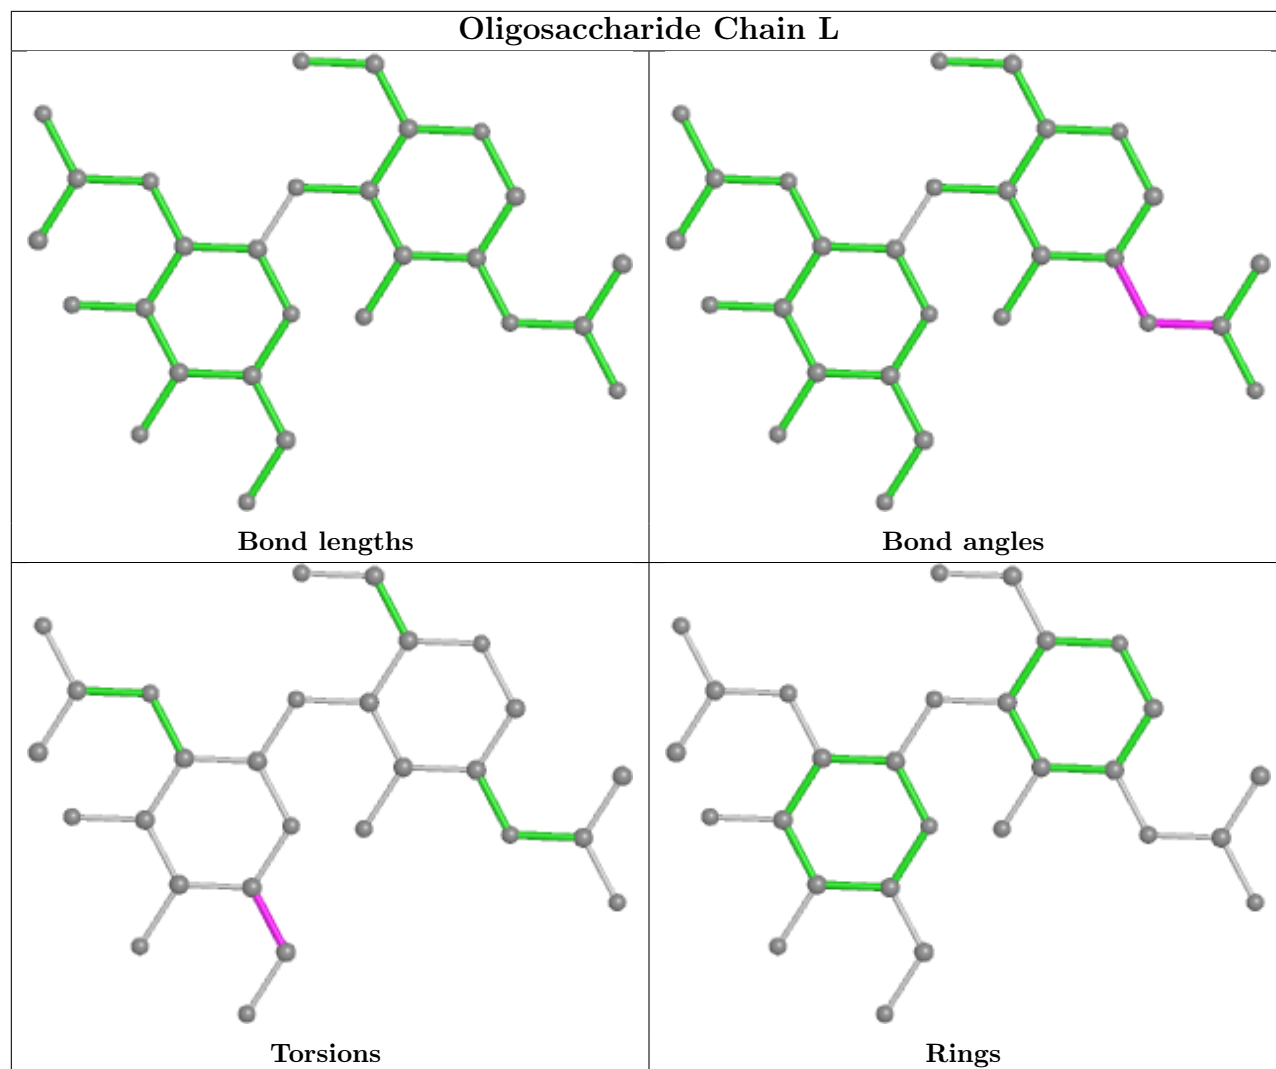 Oligosaccharide Chain L
Bond lengths
Bond angles
Torsions
Rings